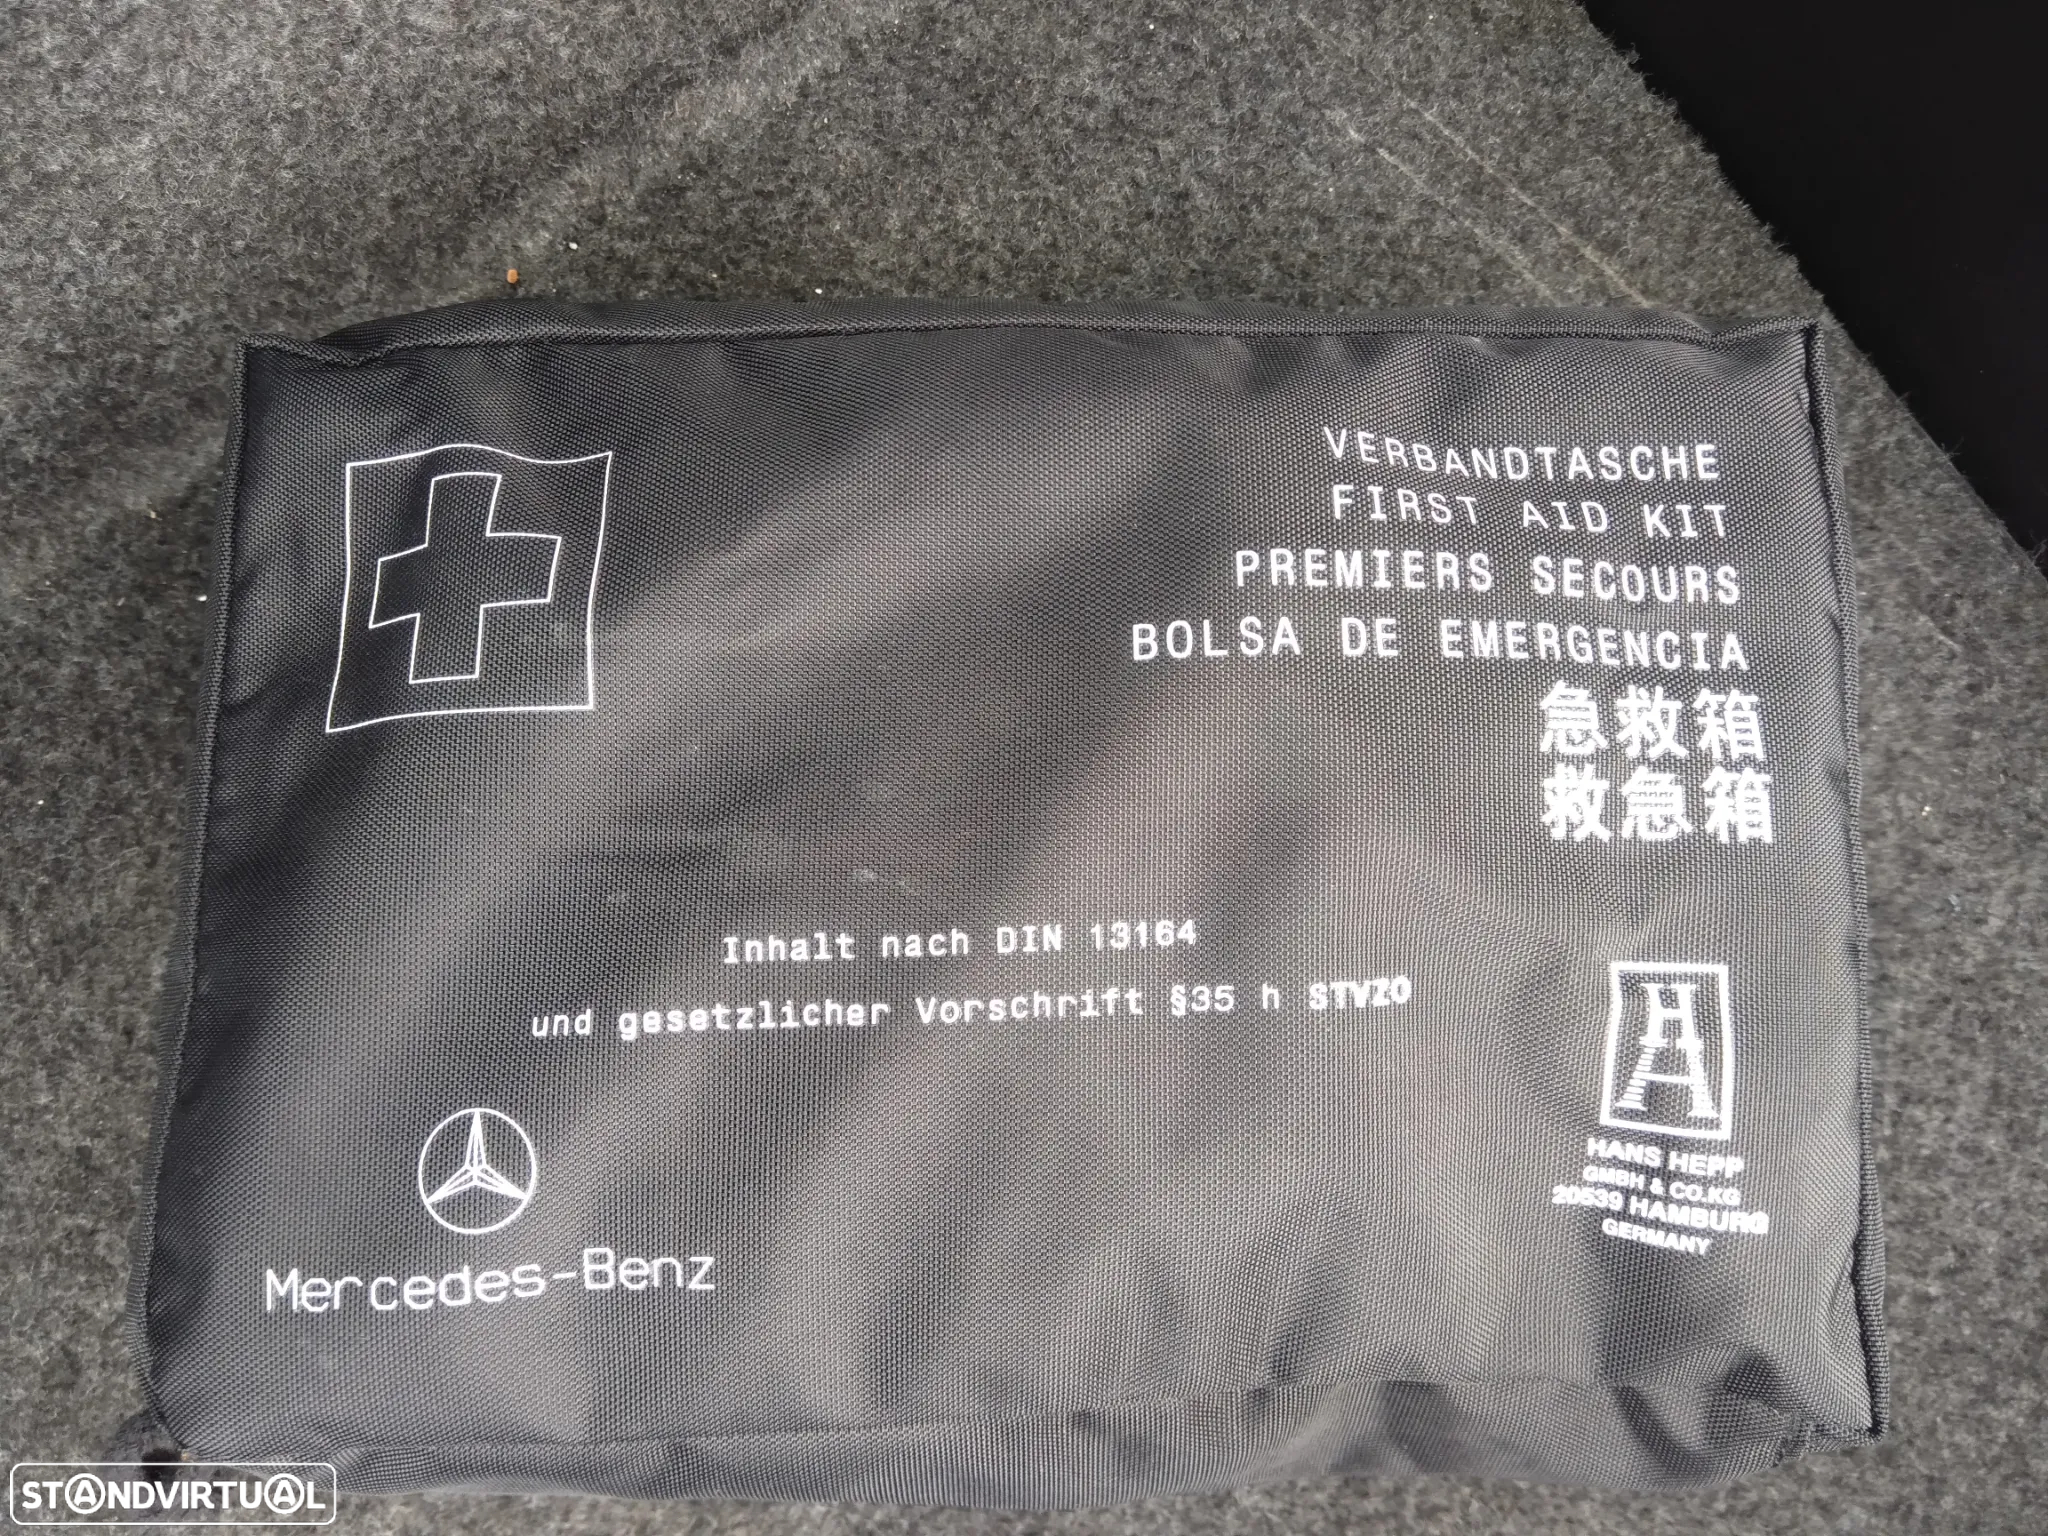 VERBANDTASCHE
FIRST AID KIT
PREMIERS SECOURS
BOLSA DE EMERGENCIA
急救箱
救急箱
Inhalt nach DIN 13164
und gesetzlicher Vorschrift §35 h STVZO
HANS HEPP
GMBH & CO.KG
20539 HAMBURG
GERMANY
Mercedes-Benz
STANDVIRTUAL